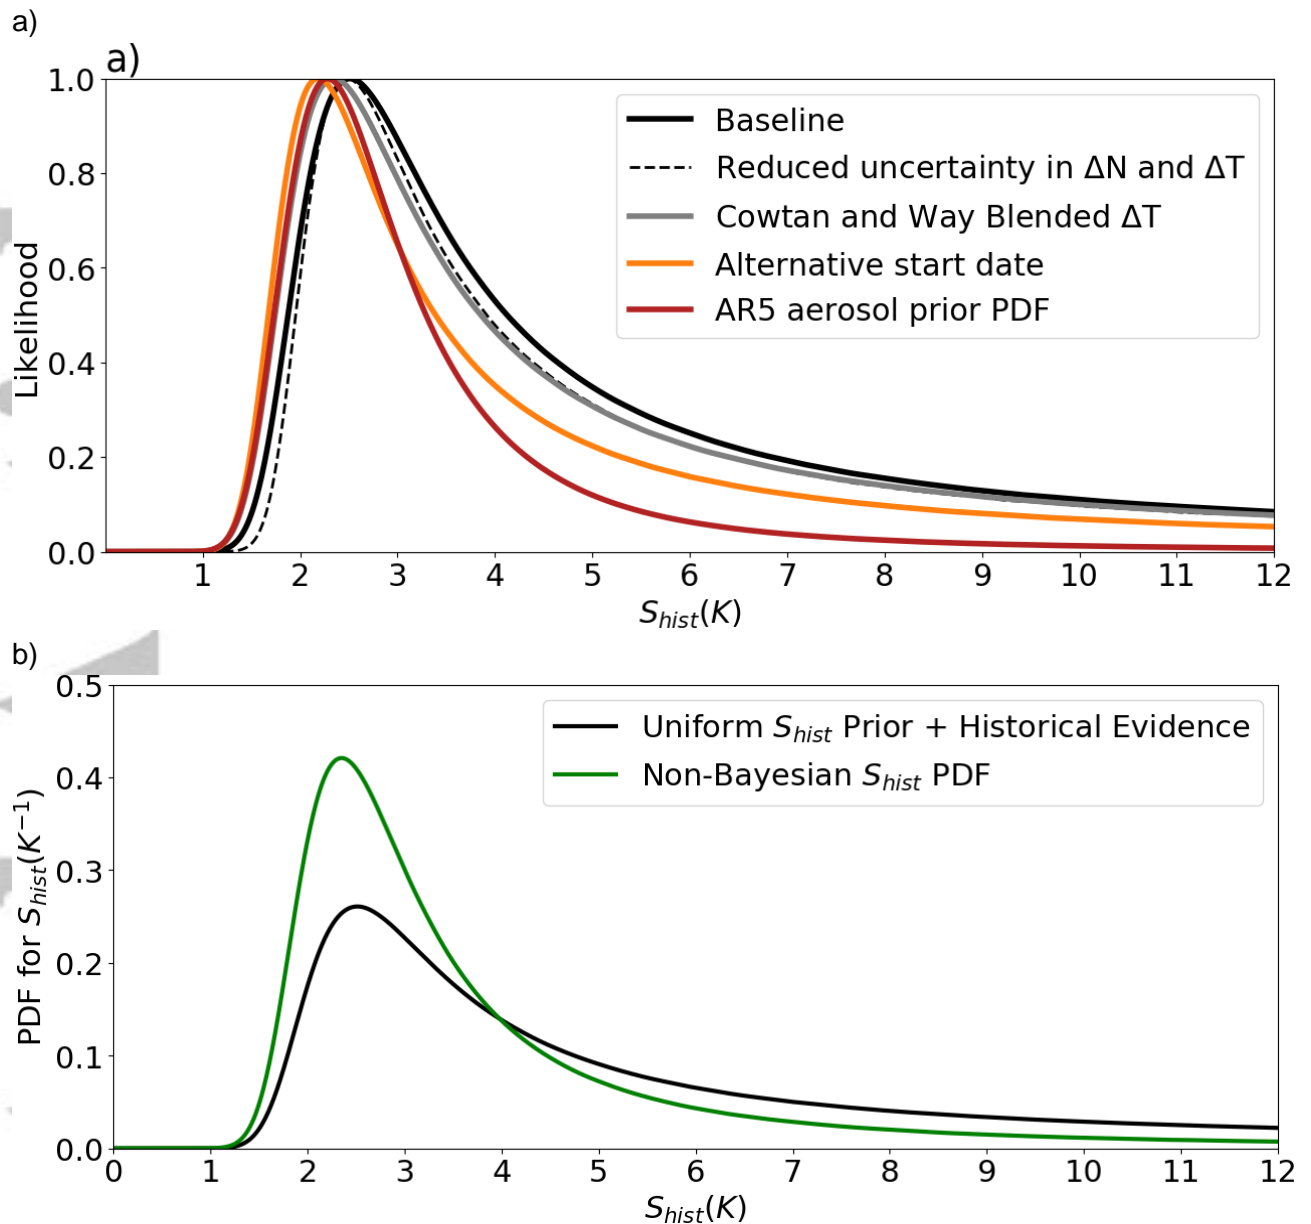 a)
a)
1.0
0.8
0.6
0.4
0.2
0.0
Likelihood
Baseline
Reduced uncertainty in ΔN and ΔT
Cowtan and Way Blended ΔT
Alternative start date
AR5 aerosol prior PDF
1 2 3 4 5 6 7 8 9 10 11 12
S_hist(K)
b)
0.5
0.4
0.3
0.2
0.1
0.0
PDF for S_hist(K⁻¹)
Uniform S_hist Prior + Historical Evidence
Non-Bayesian S_hist PDF
0 1 2 3 4 5 6 7 8 9 10 11 12
S_hist(K)